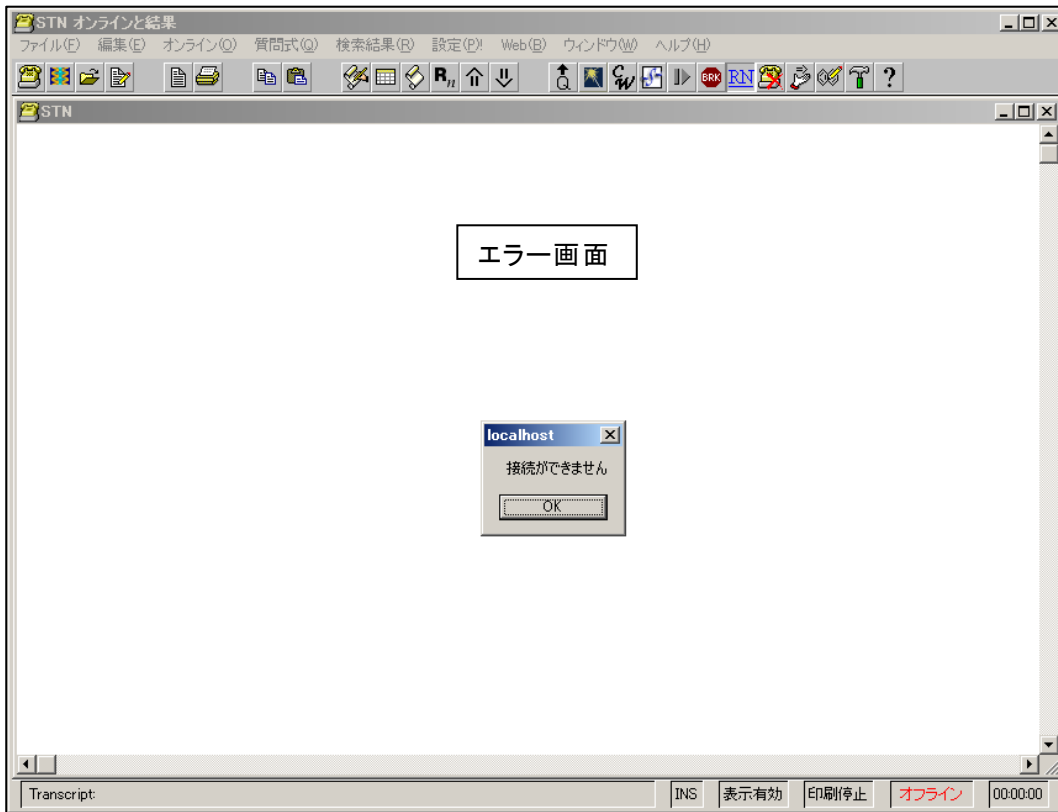 STN オンラインと結果
ファイル(F) 編集(E) オンライン(O) 質問式(Q) 検索結果(R) 設定(P)! Web(B) ウィンドウ(W) ヘルプ(H)
Rn Q CW BRK RN ?
STN
エラー画面
localhost
接続ができません
OK
Transcript: INS 表示有効 印刷停止 オフライン 00:00:00